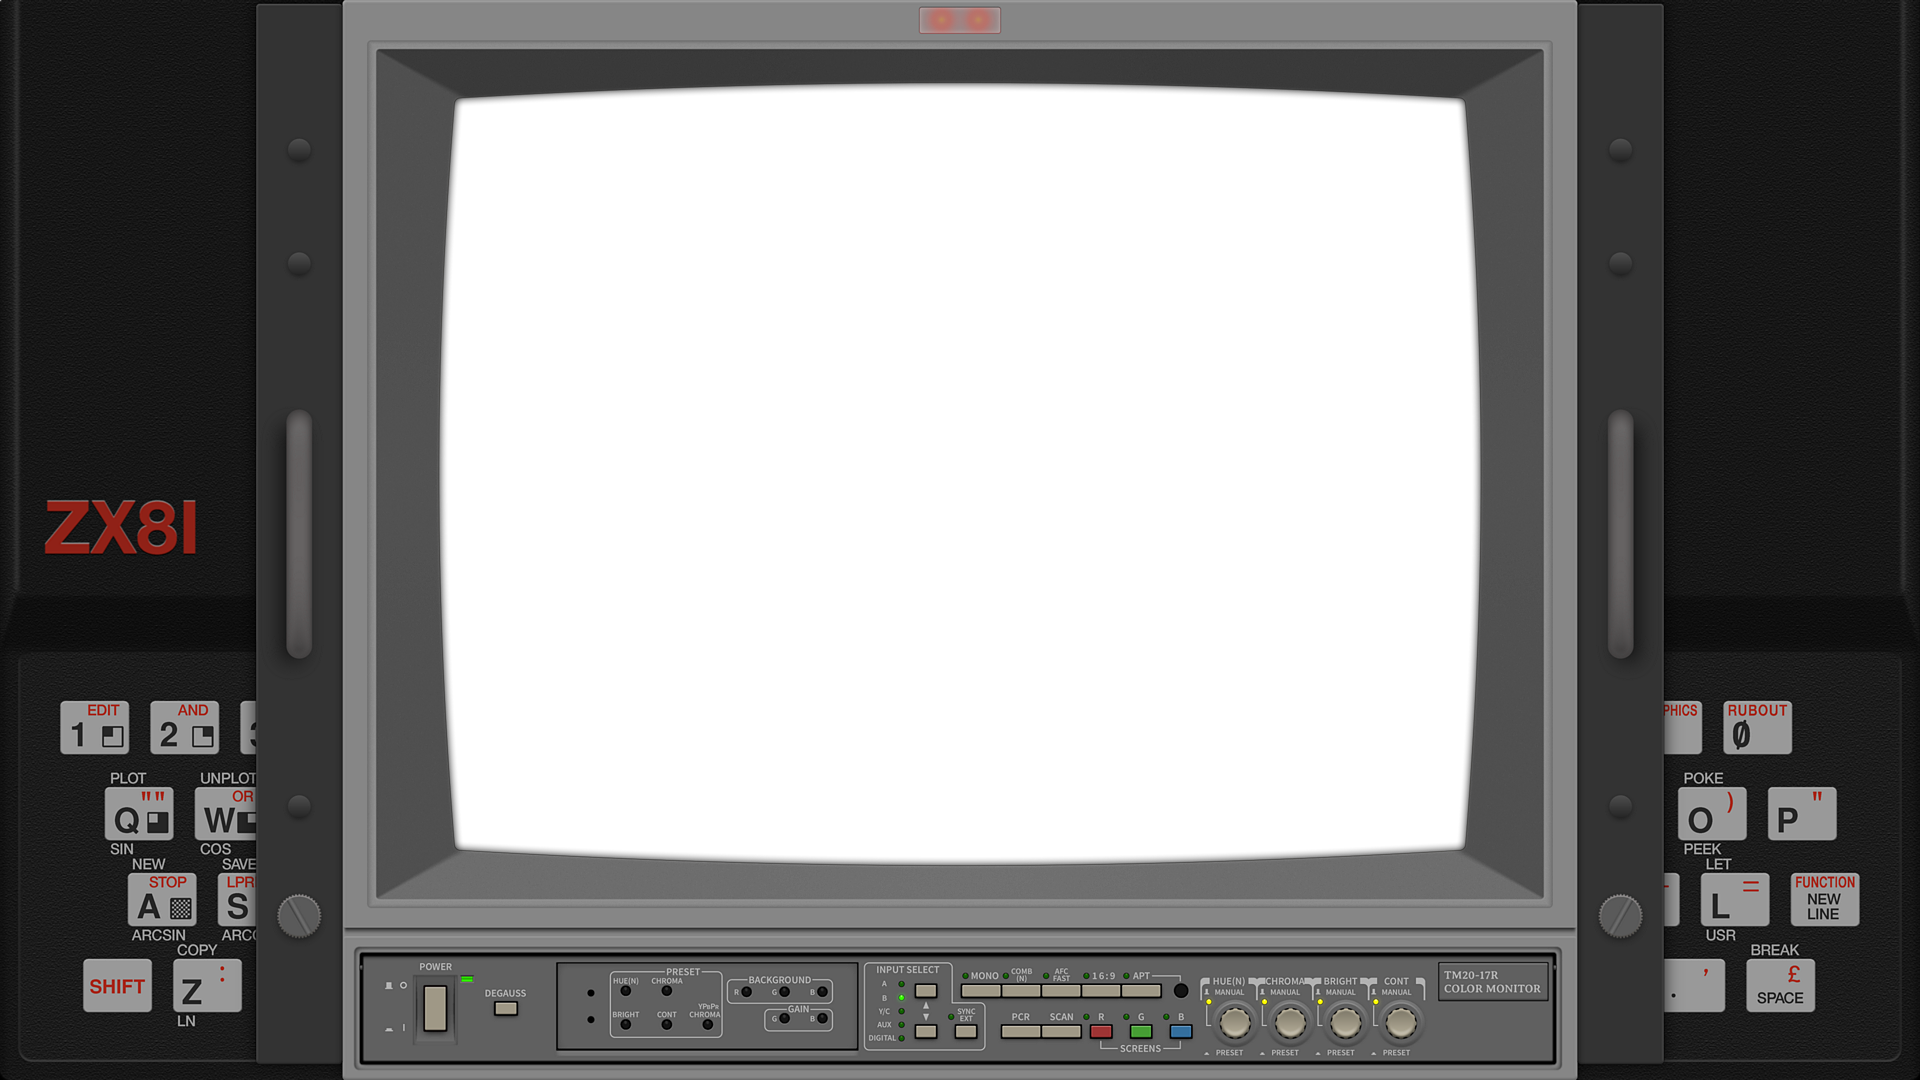 ZX81
EDIT
1
AND
2
3
PLOT
UNPLOT
""
Q
OR
W
SIN
COS
NEW
SAVE
STOP
A
LPR
S
ARCSIN
ARCC
COPY
SHIFT
:
Z
LN
PHICS
RUBOUT
0
POKE
)
O
"
P
PEEK
LET
=
L
FUNCTION
NEW
LINE
USR
BREAK
,
.
£
SPACE
POWER
O
I
DEGAUSS
PRESET
HUE(N)
CHROMA
BRIGHT
CONT
YPBPR
CHROMA
BACKGROUND
R G B
GAIN
G B
INPUT SELECT
A
B
Y/C
AUX
DIGITAL
SYNC
EXT
MONO
COMB
(N)
AFC
FAST
16:9
APT
PCR
SCAN
R
G
B
SCREENS
HUE(N)
CHROMA
BRIGHT
CONT
MANUAL
MANUAL
MANUAL
MANUAL
PRESET
PRESET
PRESET
PRESET
TM20-17R
COLOR MONITOR